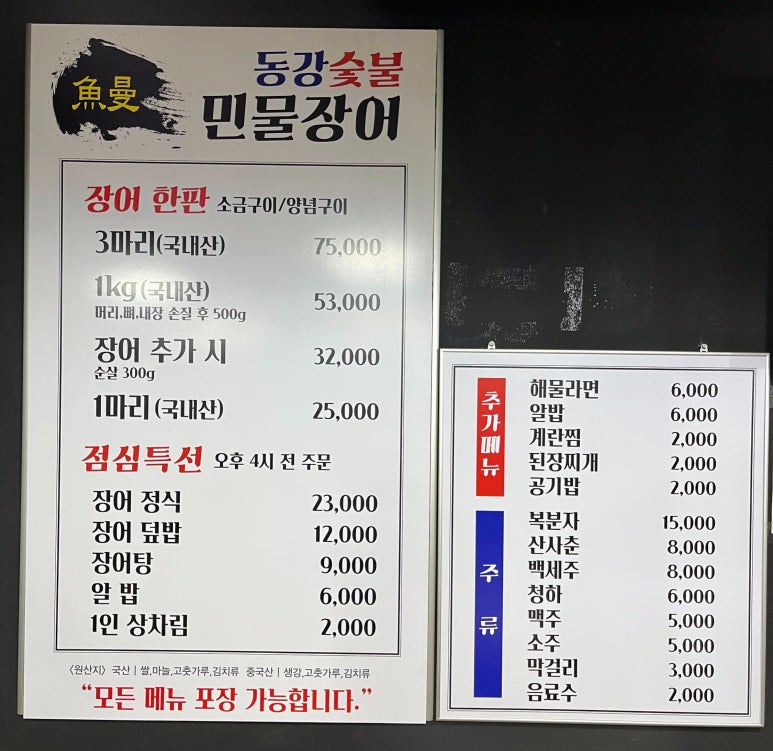 魚曼
동강숯불
민물장어
장어 한판 소금구이/양념구이
3마리(국내산) 75,000
1kg(국내산) 53,000
머리.뼈.내장 손질 후 500g
장어 추가 시 32,000
순살 300g
1마리(국내산) 25,000
점심특선 오후 4시 전 주문
장어 정식 23,000
장어 덮밥 12,000
장어탕 9,000
알 밥 6,000
1인 상차림 2,000
〈원산지〉 국산 | 쌀,마늘,고춧가루,김치류 중국산 | 생강,고춧가루,김치류
“모든 메뉴 포장 가능합니다.”
추가메뉴
해물라면 6,000
알밥 6,000
계란찜 2,000
된장찌개 2,000
공기밥 2,000
주류
복분자 15,000
산사춘 8,000
백세주 8,000
청하 6,000
맥주 5,000
소주 5,000
막걸리 3,000
음료수 2,000